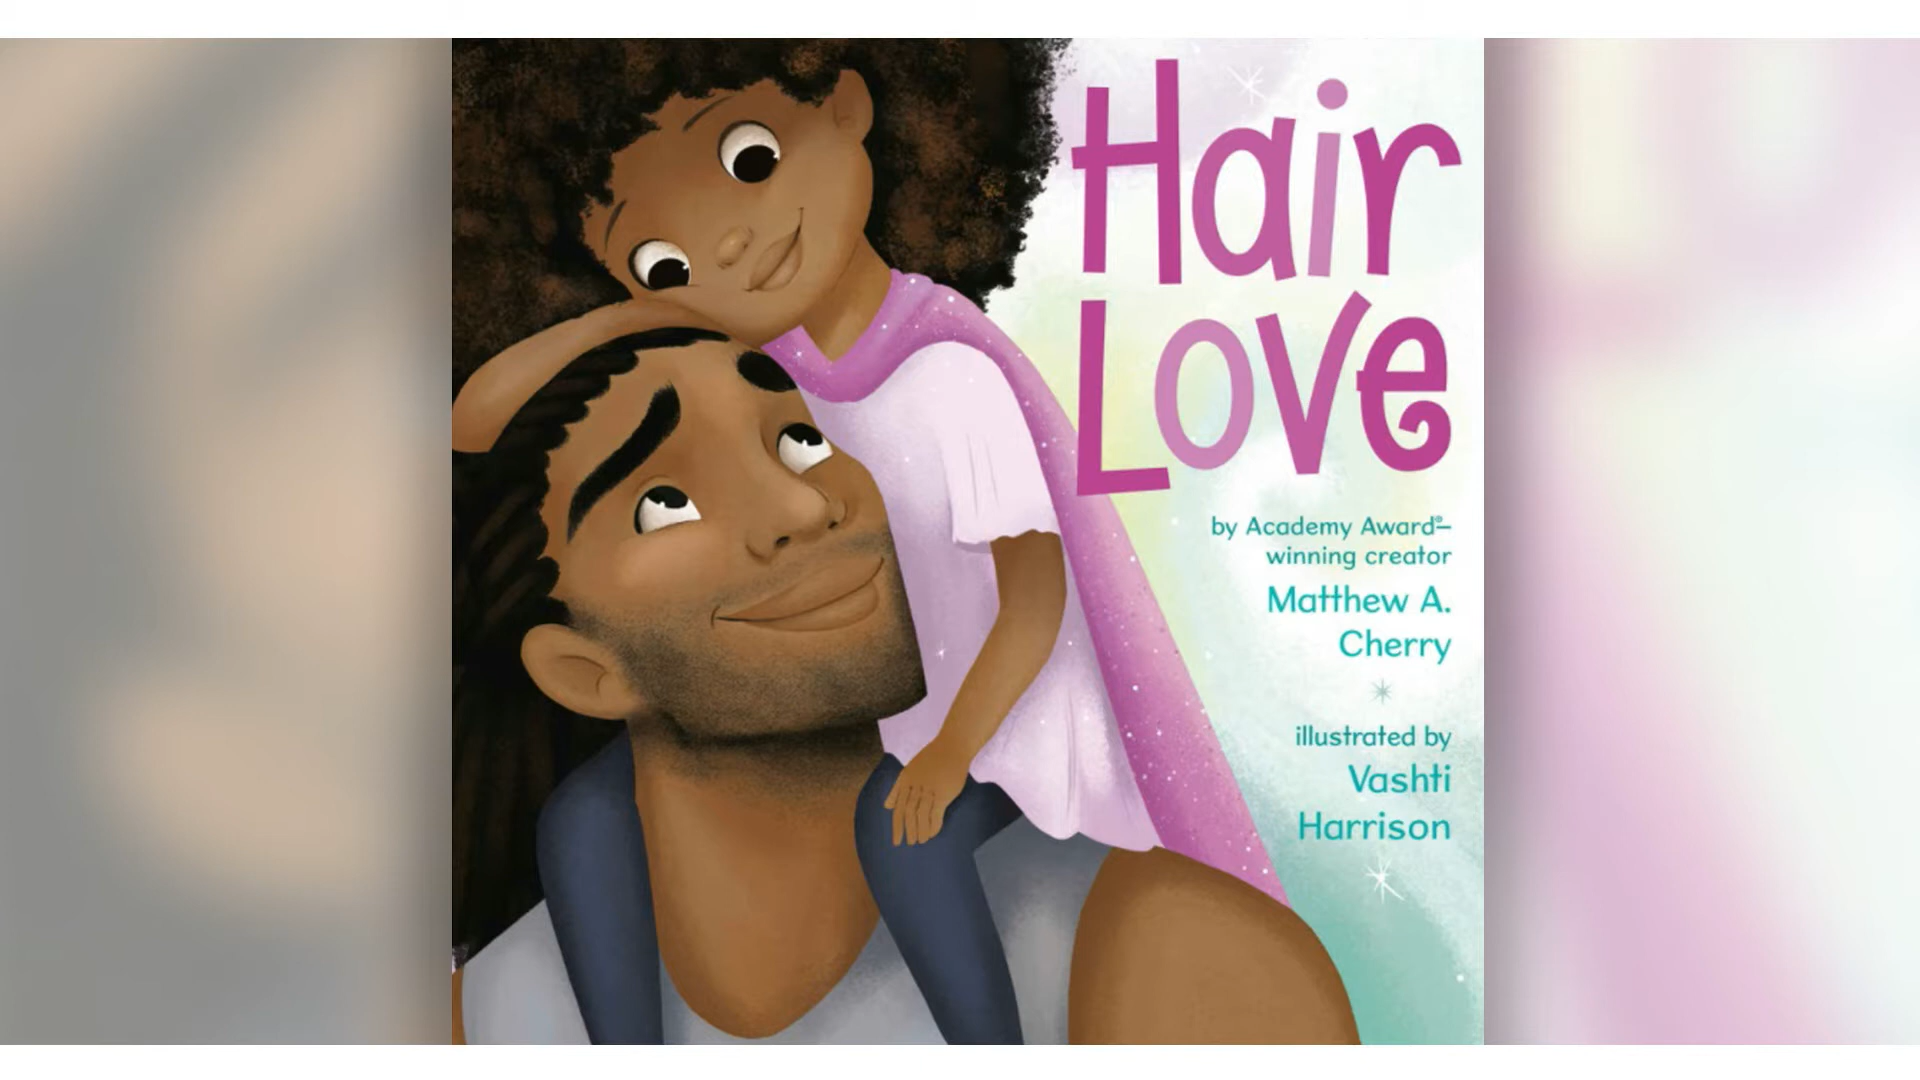 Hair
Love
by Academy Award®–
winning creator
Matthew A.
Cherry
illustrated by
Vashti
Harrison